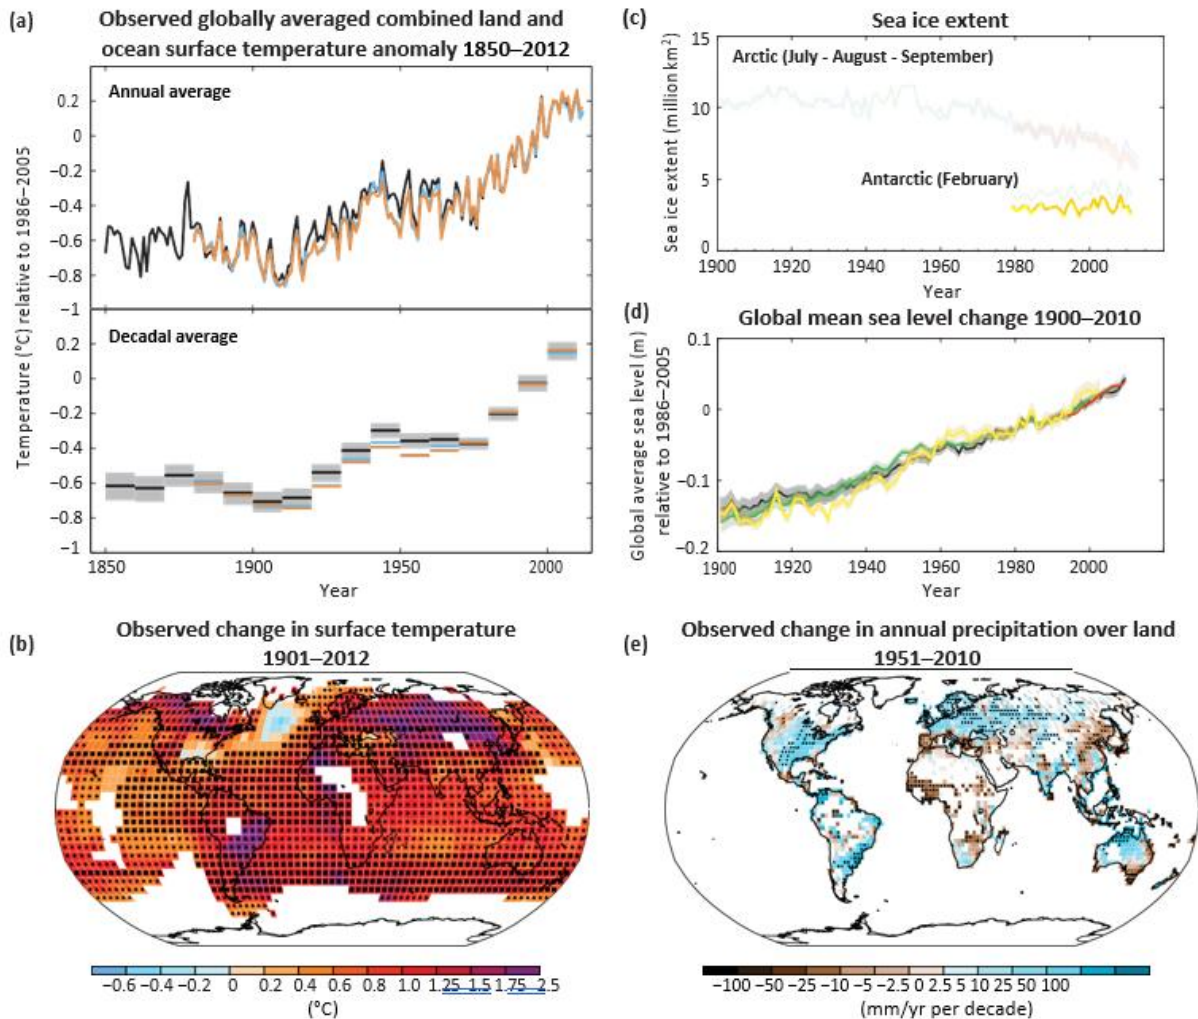 (a) Observed globally averaged combined land and
ocean surface temperature anomaly 1850–2012
Annual average
0.2
0
−0.2
−0.4
−0.6
−0.8
−1
Decadal average
0.2
0
−0.2
−0.4
−0.6
−0.8
−1
Temperature (°C) relative to 1986–2005
1850 1900 1950 2000
Year
(b) Observed change in surface temperature
1901–2012
−0.6 −0.4 −0.2 0 0.2 0.4 0.6 0.8 1.0 1.25 1.5 1.75 2.5
(°C)
(c) Sea ice extent
15
10
5
0
Sea ice extent (million km²)
Arctic (July - August - September)
Antarctic (February)
1900 1920 1940 1960 1980 2000
Year
(d) Global mean sea level change 1900–2010
0.1
0
−0.1
−0.2
Global average sea level (m)
relative to 1986–2005
1900 1920 1940 1960 1980 2000
Year
(e) Observed change in annual precipitation over land
1951–2010
−100 −50 −25 −10 −5 −2.5 0 2.5 5 10 25 50 100
(mm/yr per decade)